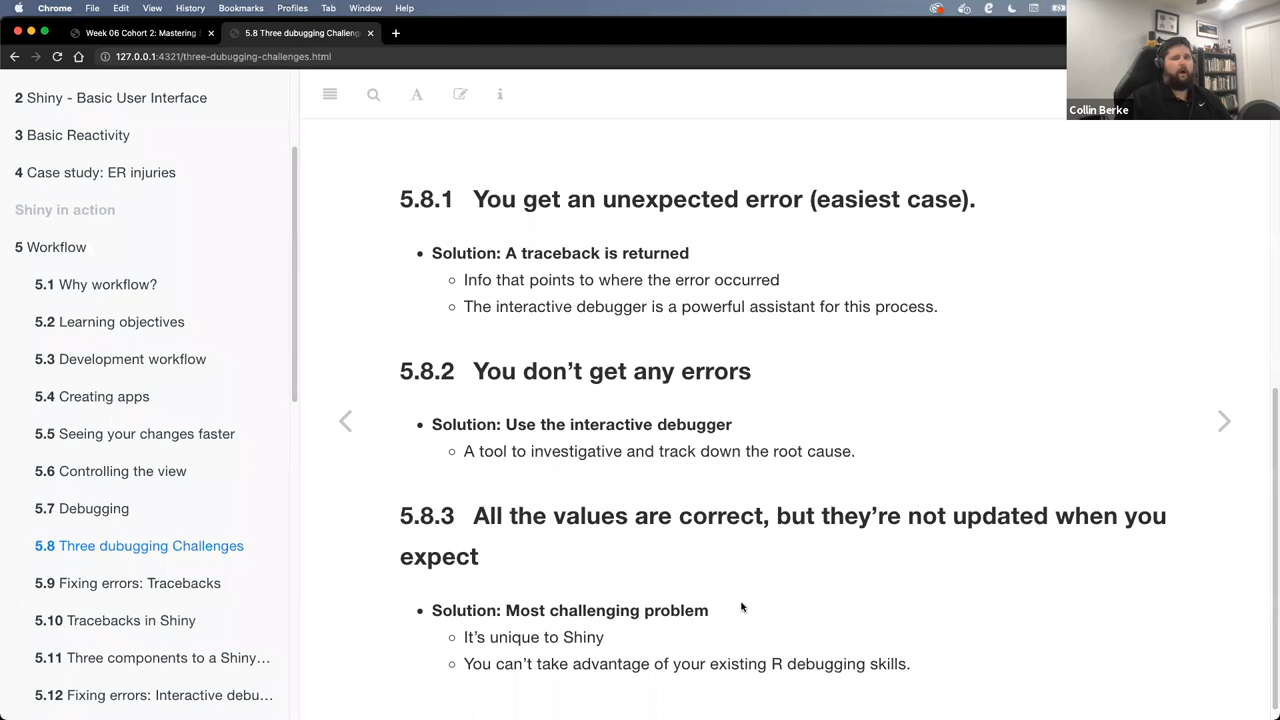 Chrome File Edit View History Bookmarks Profiles Tab Window Help
Week 06 Cohort 2: Mastering S
5.8 Three dubugging Challeng
127.0.0.1:4321/three-dubugging-challenges.html
Collin Berke
2 Shiny - Basic User Interface
3 Basic Reactivity
4 Case study: ER injuries
Shiny in action
5 Workflow
5.1 Why workflow?
5.2 Learning objectives
5.3 Development workflow
5.4 Creating apps
5.5 Seeing your changes faster
5.6 Controlling the view
5.7 Debugging
5.8 Three dubugging Challenges
5.9 Fixing errors: Tracebacks
5.10 Tracebacks in Shiny
5.11 Three components to a Shiny…
5.12 Fixing errors: Interactive debu…
5.8.1 You get an unexpected error (easiest case).
• Solution: A traceback is returned
◦ Info that points to where the error occurred
◦ The interactive debugger is a powerful assistant for this process.
5.8.2 You don’t get any errors
• Solution: Use the interactive debugger
◦ A tool to investigative and track down the root cause.
5.8.3 All the values are correct, but they’re not updated when you
expect
• Solution: Most challenging problem
◦ It’s unique to Shiny
◦ You can’t take advantage of your existing R debugging skills.